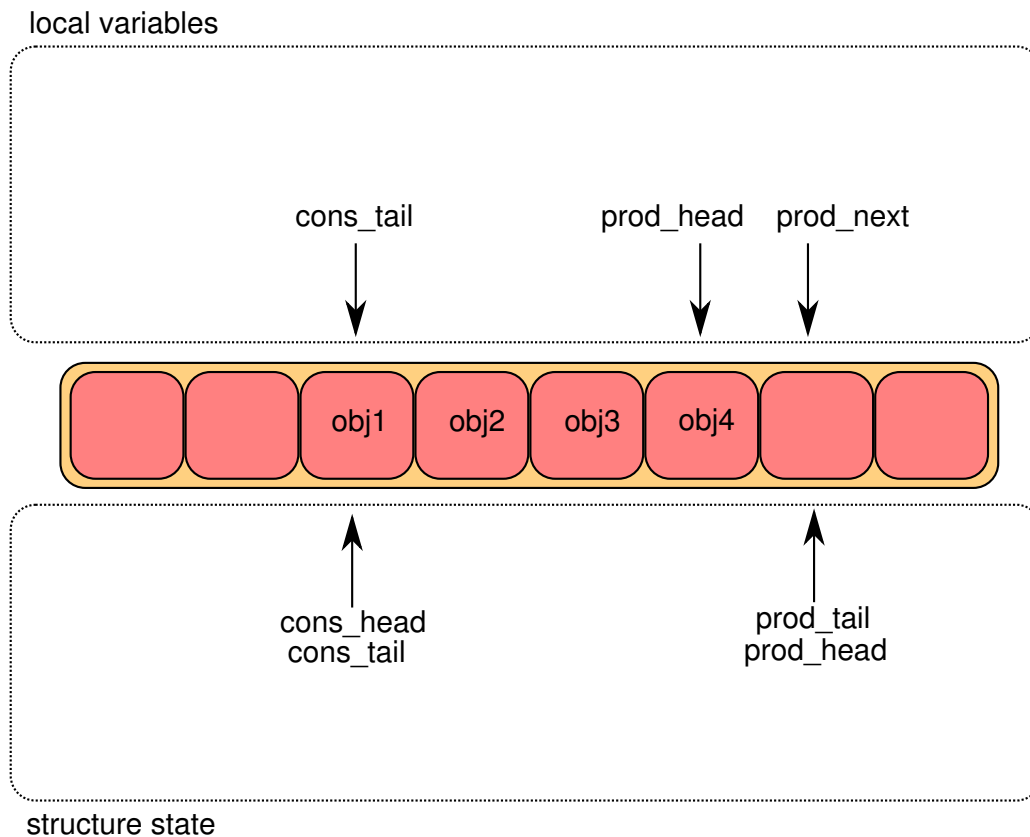 local variables
cons_tail prod_head prod_next
obj1 obj2 obj3 obj4
cons_head
cons_tail
prod_tail
prod_head
structure state